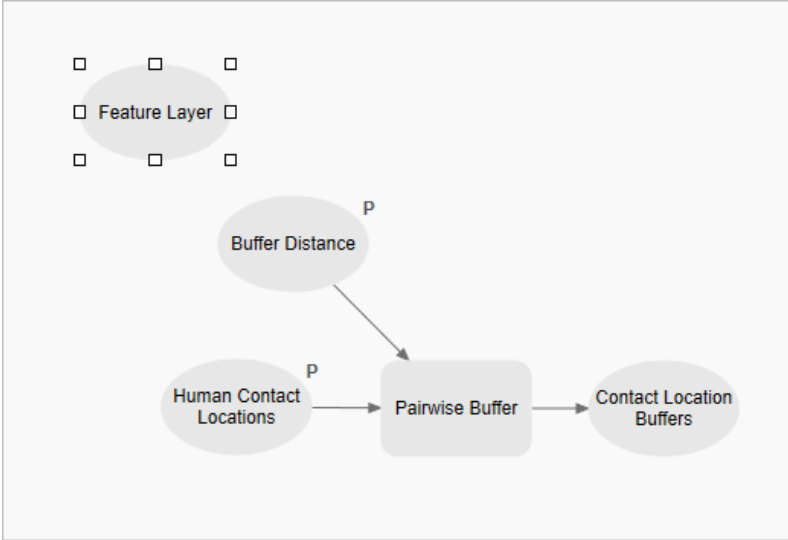 Feature Layer
P
Buffer Distance
P
Human Contact
Locations
Pairwise Buffer
Contact Location
Buffers